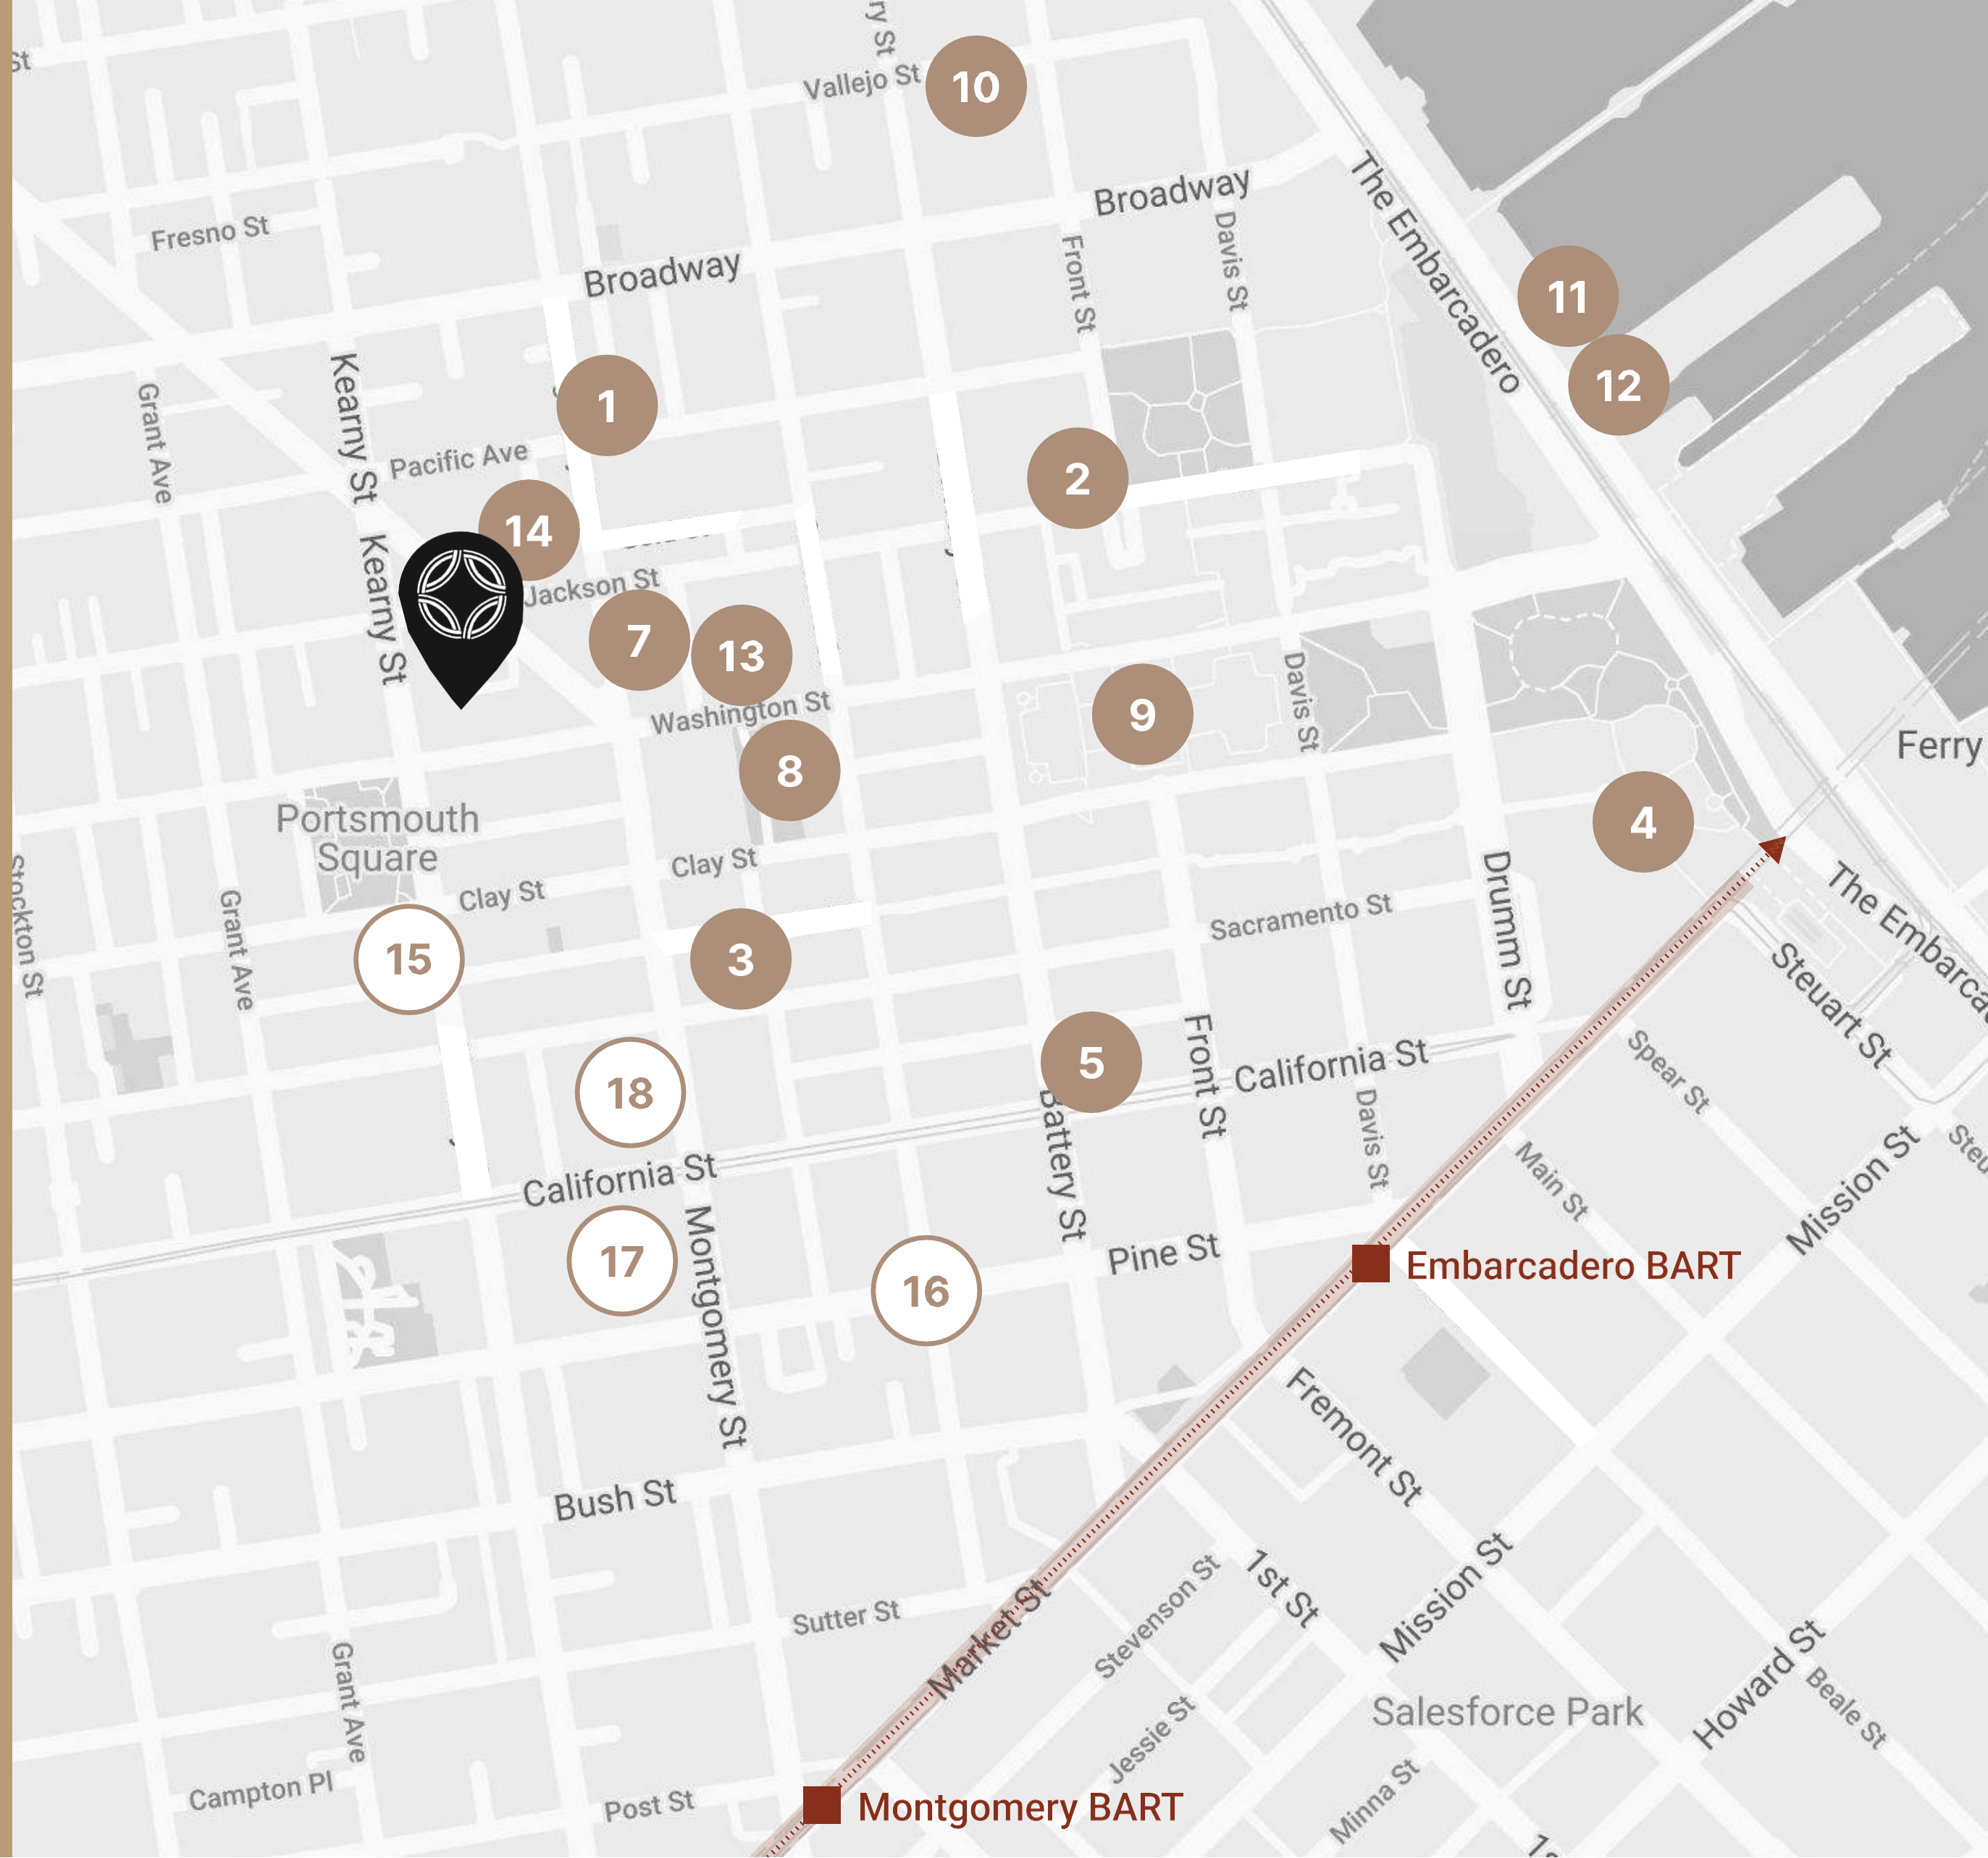 ry St
Vallejo St
10
St
Broadway
The Embarcadero
Fresno St
Davis St
Front St
Broadway
11
12
Kearny St
1
Grant Ave
Pacific Ave
2
14
Kearny St
Jackson St
7
13
Davis St
Washington St
9
Ferry
8
4
Portsmouth
Square
Clay St
Clay St
Drumm St
The Embarca
Stockton St
Grant Ave
Sacramento St
15
3
Steuart St
5
Front St
California St
Spear St
18
Battery St
Davis St
Main St
Mission St
Steu
California St
17
Montgomery St
16
Pine St
Embarcadero BART
Fremont St
Bush St
Sutter St
Market St
Stevenson St
1st St
Mission St
Grant Ave
Salesforce Park
Howard St
Beale St
Jessie St
Campton Pl
Post St
Montgomery BART
Minna St